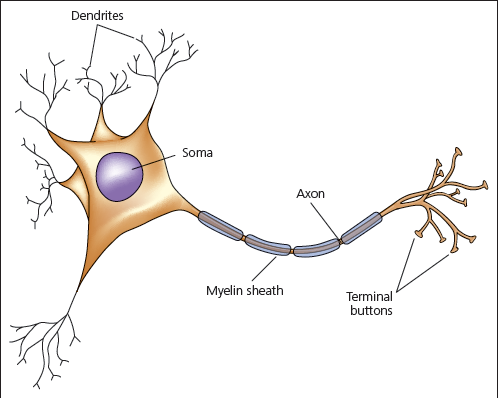 Dendrites
Soma
Axon
Myelin sheath
Terminal
buttons